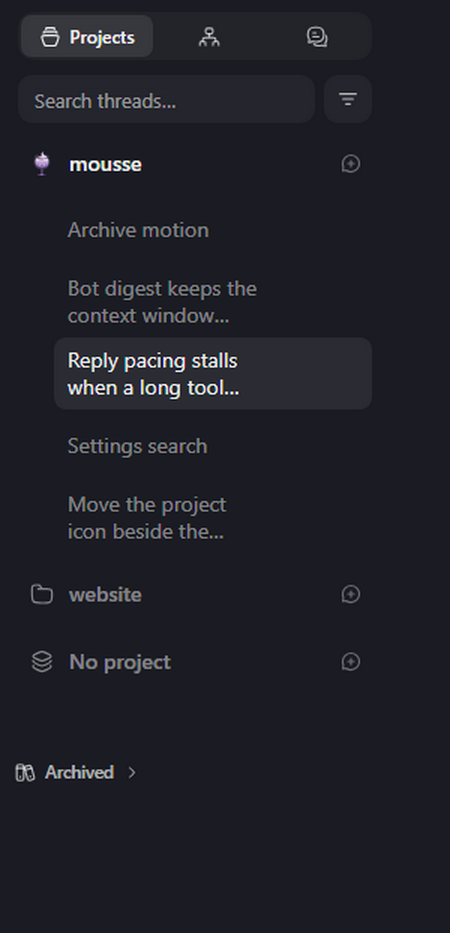 Projects
Search threads...
mousse
Archive motion
Bot digest keeps the
context window...
Reply pacing stalls
when a long tool...
Settings search
Move the project
icon beside the...
website
No project
Archived